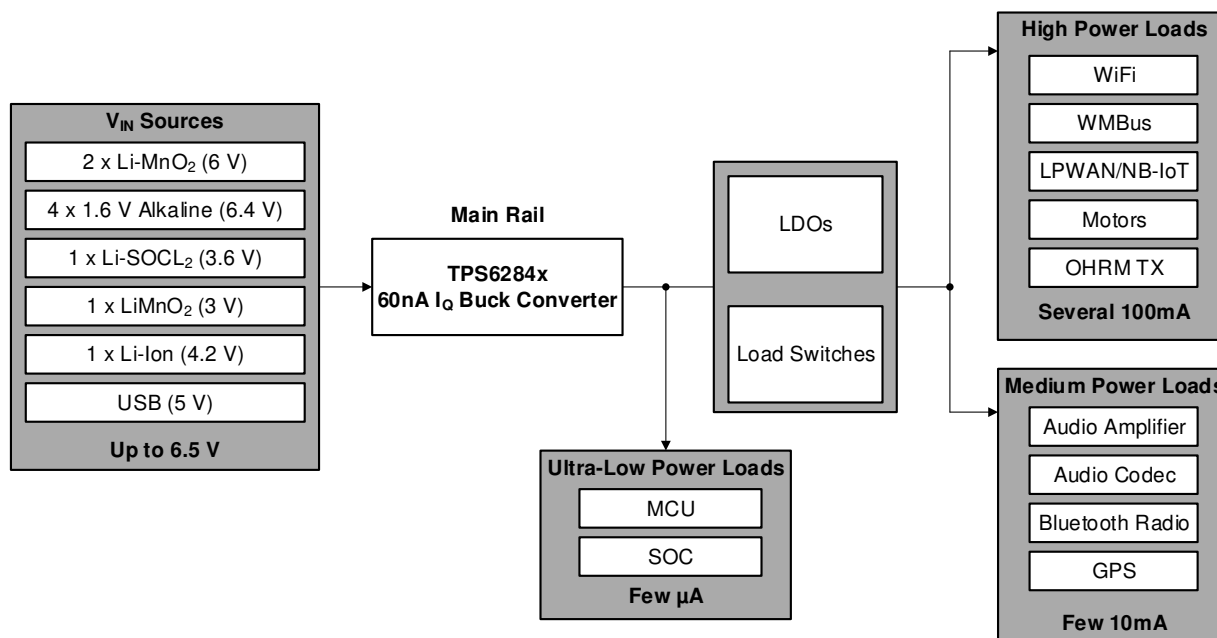 V_IN Sources
2 x Li-MnO₂ (6 V)
4 x 1.6 V Alkaline (6.4 V)
1 x Li-SOCL₂ (3.6 V)
1 x LiMnO₂ (3 V)
1 x Li-Ion (4.2 V)
USB (5 V)
Up to 6.5 V
Main Rail
TPS6284x
60nA I_Q Buck Converter
Ultra-Low Power Loads
MCU
SOC
Few µA
LDOs
Load Switches
High Power Loads
WiFi
WMBus
LPWAN/NB-IoT
Motors
OHRM TX
Several 100mA
Medium Power Loads
Audio Amplifier
Audio Codec
Bluetooth Radio
GPS
Few 10mA